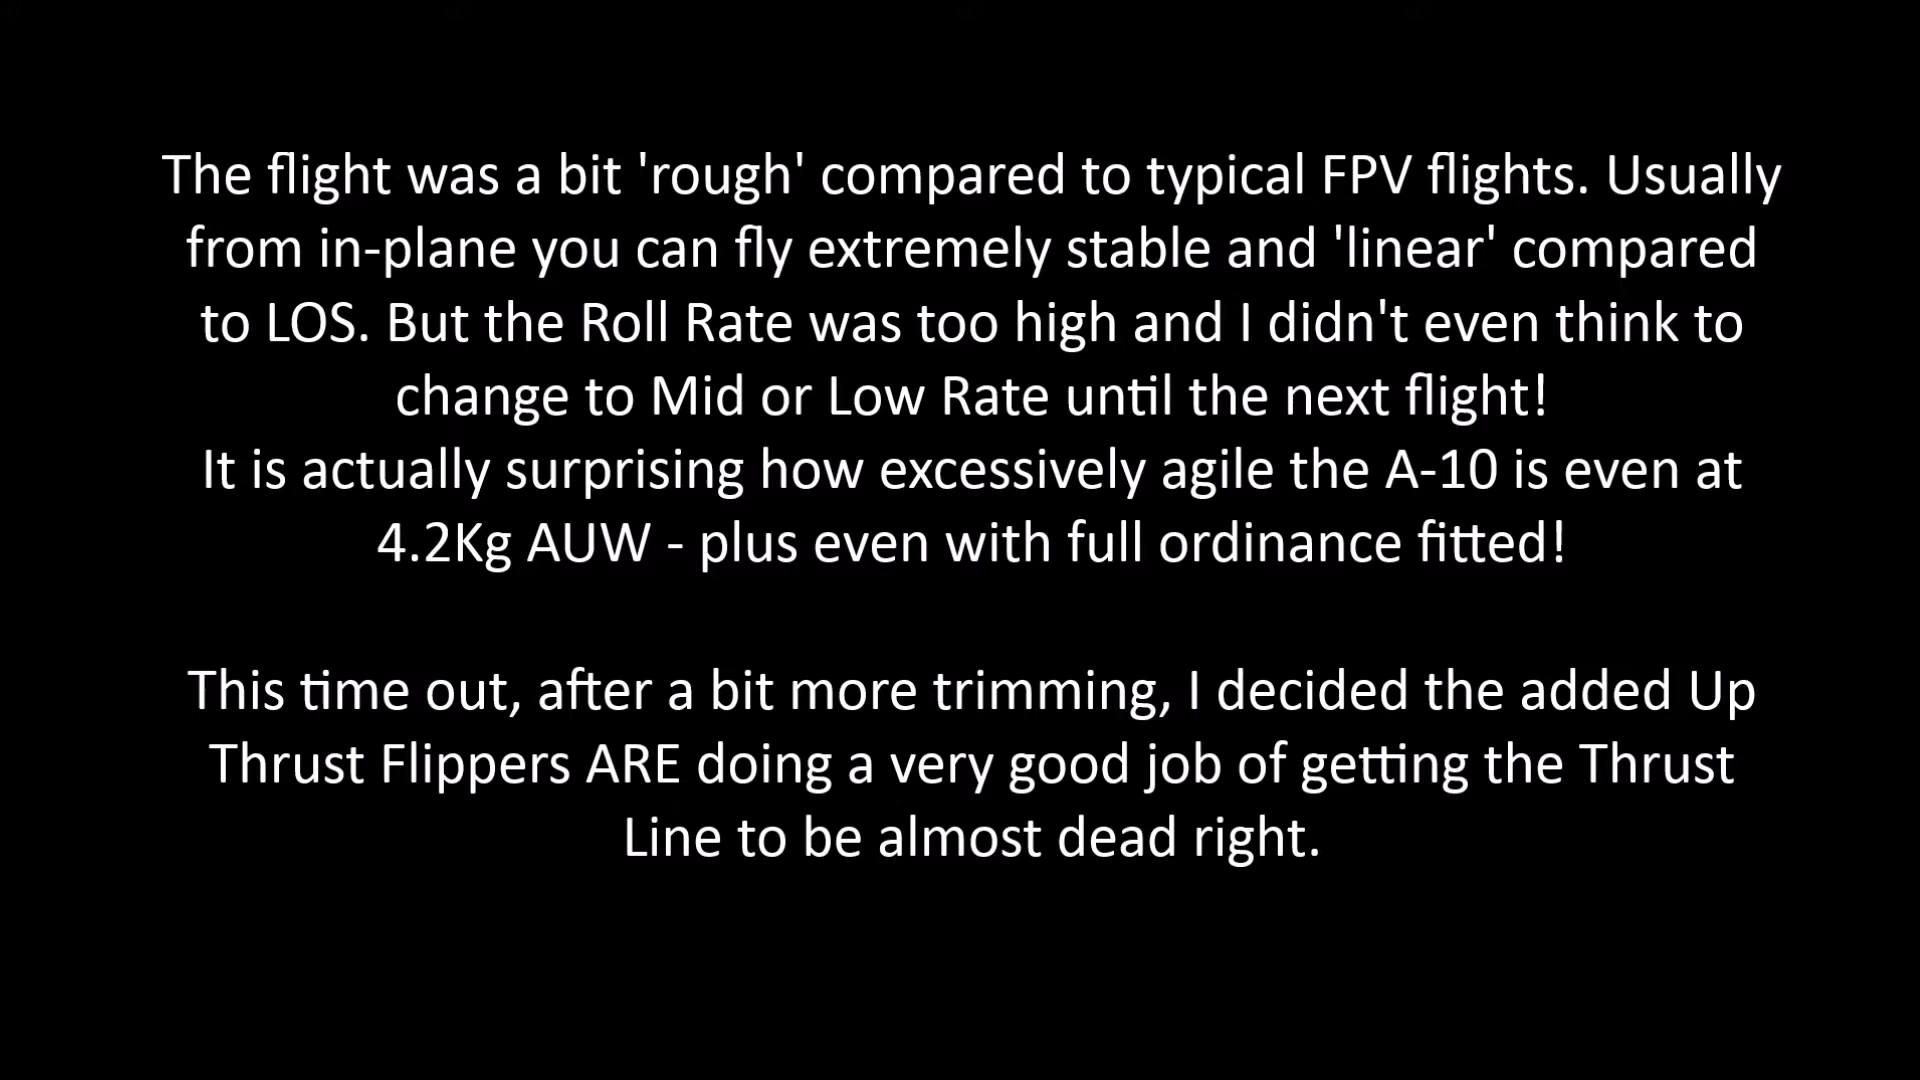 The flight was a bit 'rough' compared to typical FPV flights. Usually
from in-plane you can fly extremely stable and 'linear' compared
to LOS. But the Roll Rate was too high and I didn't even think to
change to Mid or Low Rate until the next flight!
It is actually surprising how excessively agile the A-10 is even at
4.2Kg AUW - plus even with full ordinance fitted!
This time out, after a bit more trimming, I decided the added Up
Thrust Flippers ARE doing a very good job of getting the Thrust
Line to be almost dead right.